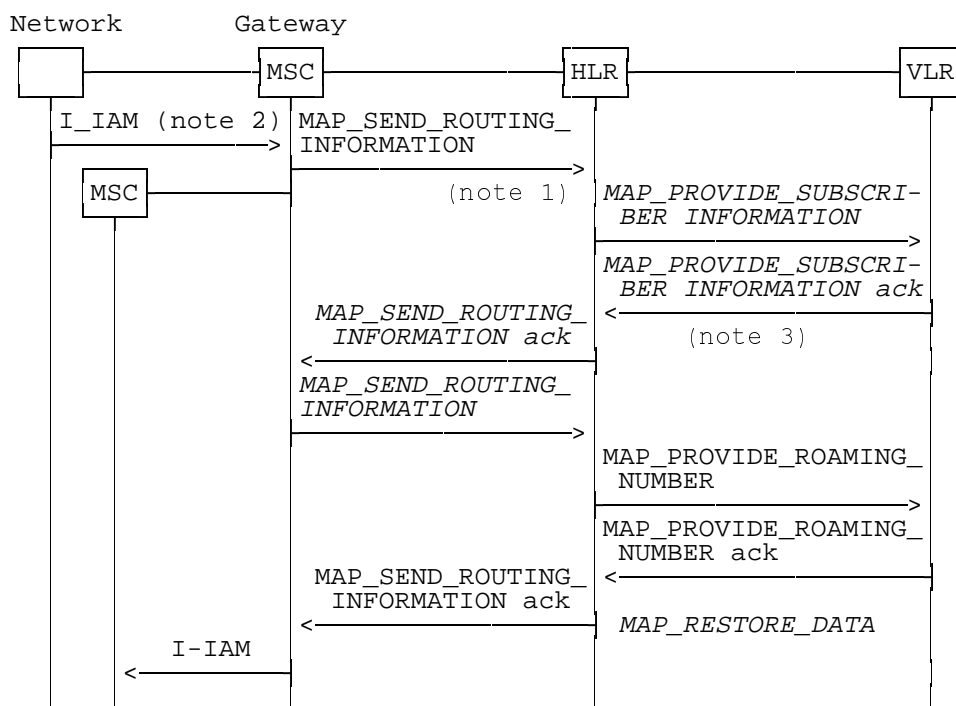 Network Gateway
MSC HLR VLR
I_IAM (note 2)
MAP_SEND_ROUTING_
INFORMATION
MSC
(note 1)
MAP_PROVIDE_SUBSCRI-
BER INFORMATION
MAP_PROVIDE_SUBSCRI-
BER INFORMATION ack
(note 3)
MAP_SEND_ROUTING_
INFORMATION ack
MAP_SEND_ROUTING_
INFORMATION
MAP_PROVIDE_ROAMING_
NUMBER
MAP_PROVIDE_ROAMING_
NUMBER ack
MAP_SEND_ROUTING_
INFORMATION ack
MAP_RESTORE_DATA
I-IAM